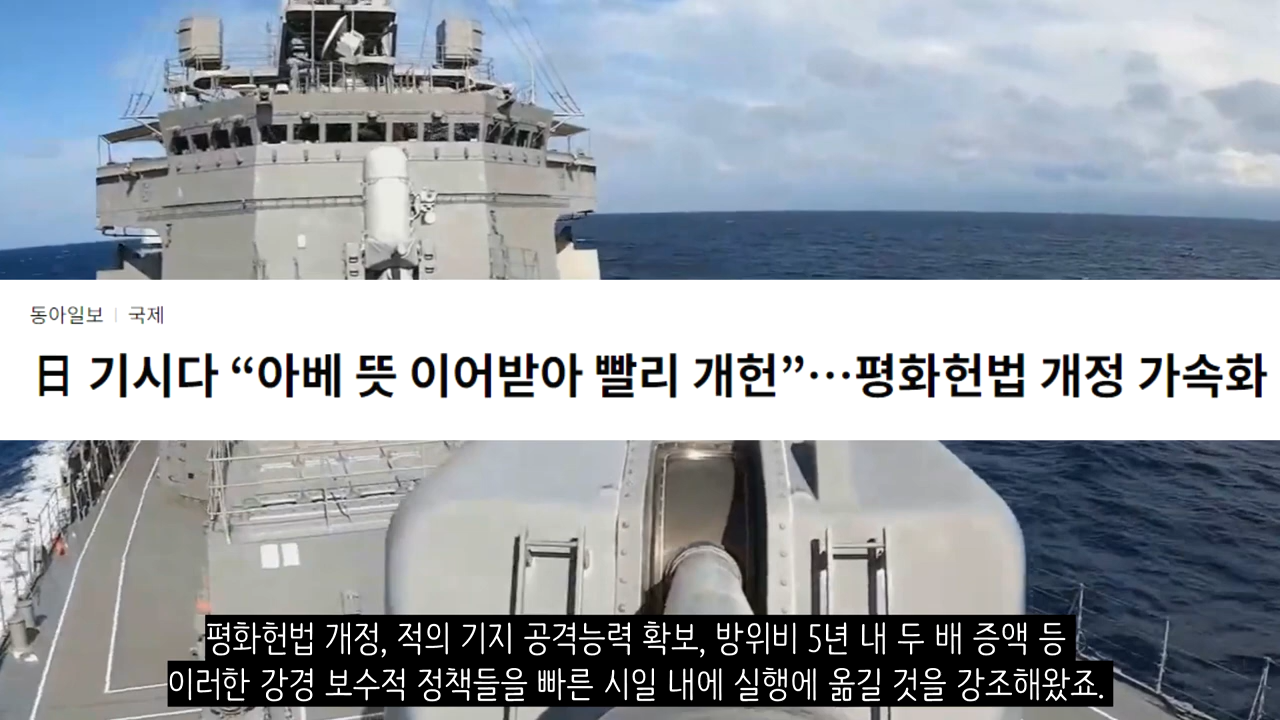 동아일보 | 국제
日 기시다 “아베 뜻 이어받아 빨리 개헌”…평화헌법 개정 가속화
평화헌법 개정, 적의 기지 공격능력 확보, 방위비 5년 내 두 배 증액 등
이러한 강경 보수적 정책들을 빠른 시일 내에 실행에 옮길 것을 강조해왔죠.